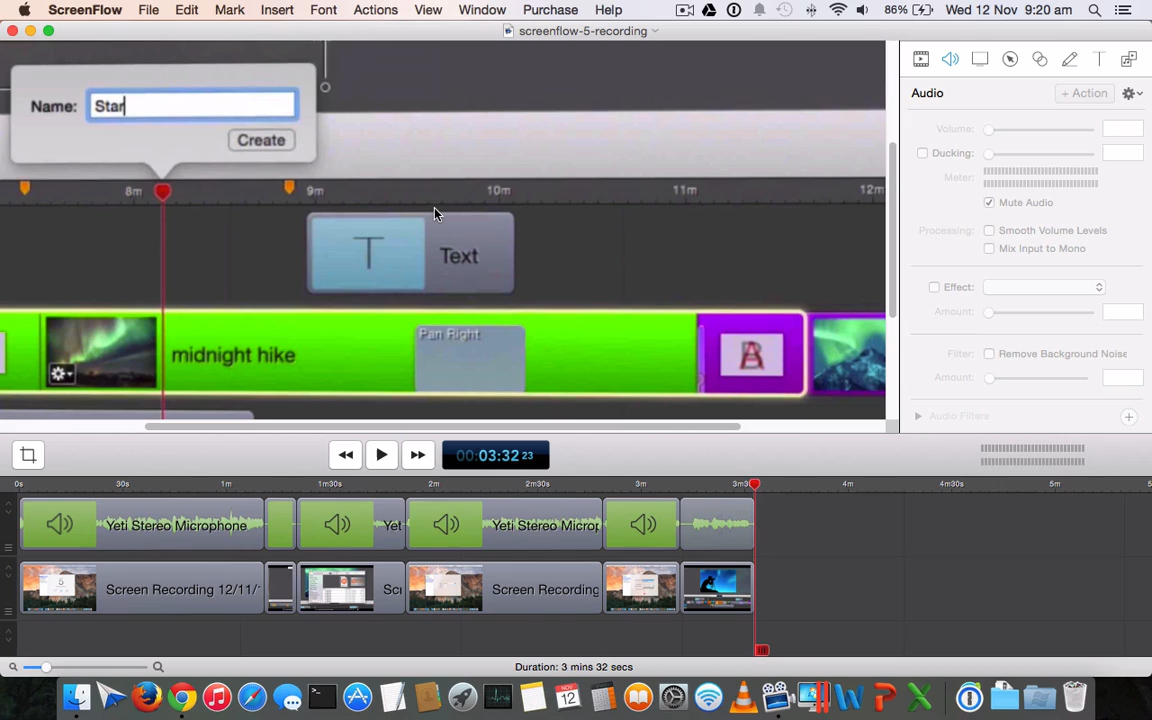 ScreenFlow File Edit Mark Insert Font Actions View Window Purchase Help 86% Wed 12 Nov 9:20 am
screenflow-5-recording
Name: Star
Create
8m 9m 10m 11m 12m
T Text
Pan Right
midnight hike
Audio + Action
Volume:
Ducking:
Meter:
Mute Audio
Processing: Smooth Volume Levels
Mix Input to Mono
Effect:
Amount:
Filter: Remove Background Noise
Amount:
Audio Filters
00:03:32 23
0s 30s 1m 1m30s 2m 2m30s 3m 3m3 4m 4m30s 5m 5
Yeti Stereo Microphone Yet Yeti Stereo Microp
Screen Recording 12/11/ Scr Screen Recording
Duration: 3 mins 32 secs